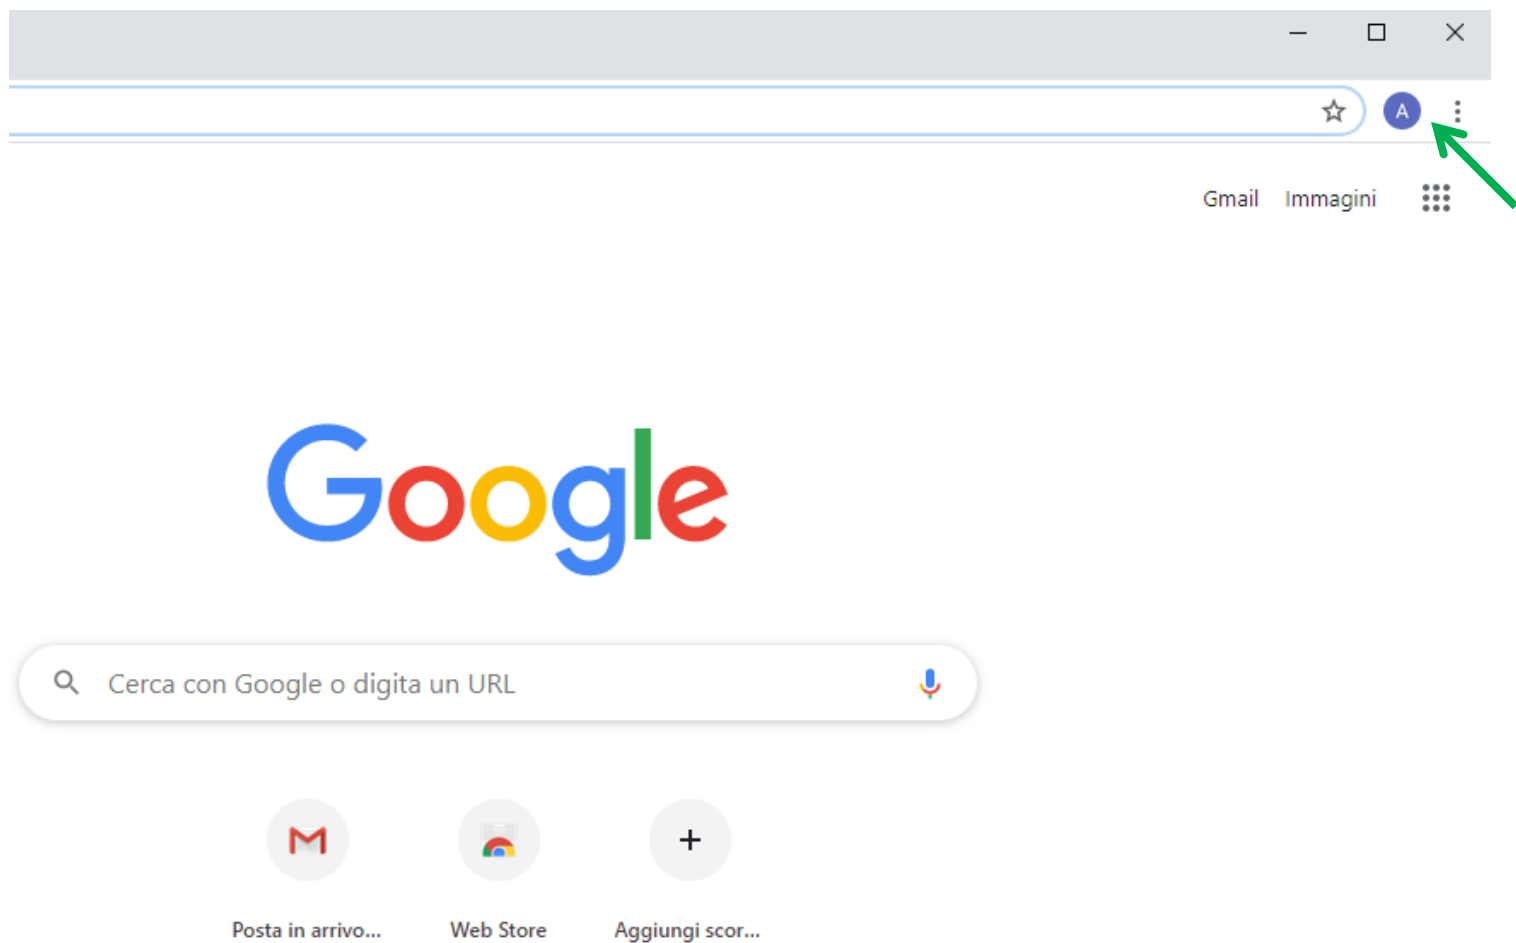 A
Gmail Immagini
Google
Cerca con Google o digita un URL
Posta in arrivo... Web Store Aggiungi scor...